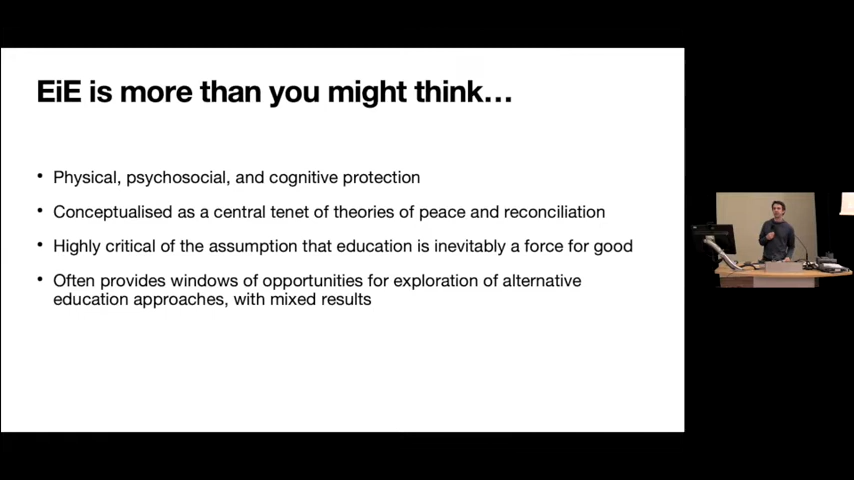 EiE is more than you might think…
• Physical, psychosocial, and cognitive protection
• Conceptualised as a central tenet of theories of peace and reconciliation
• Highly critical of the assumption that education is inevitably a force for good
• Often provides windows of opportunities for exploration of alternative
education approaches, with mixed results